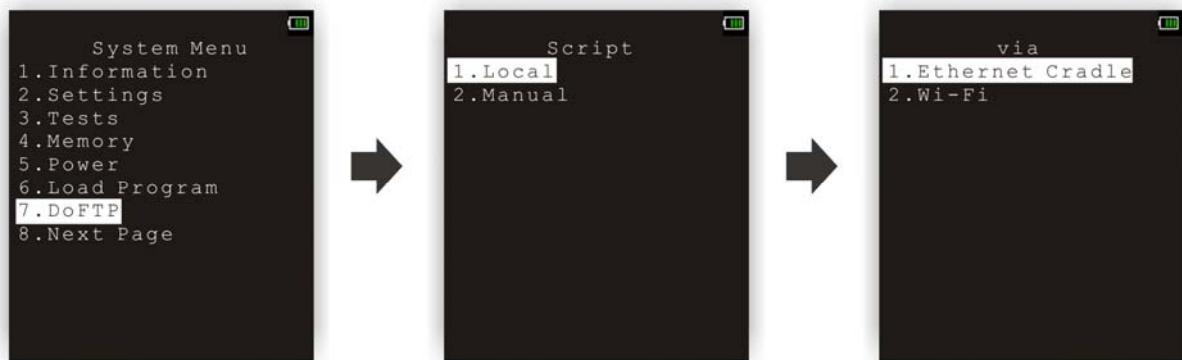 System Menu
1.Information
2.Settings
3.Tests
4.Memory
5.Power
6.Load Program
7.DoFTP
8.Next Page
Script
1.Local
2.Manual
via
1.Ethernet Cradle
2.Wi-Fi